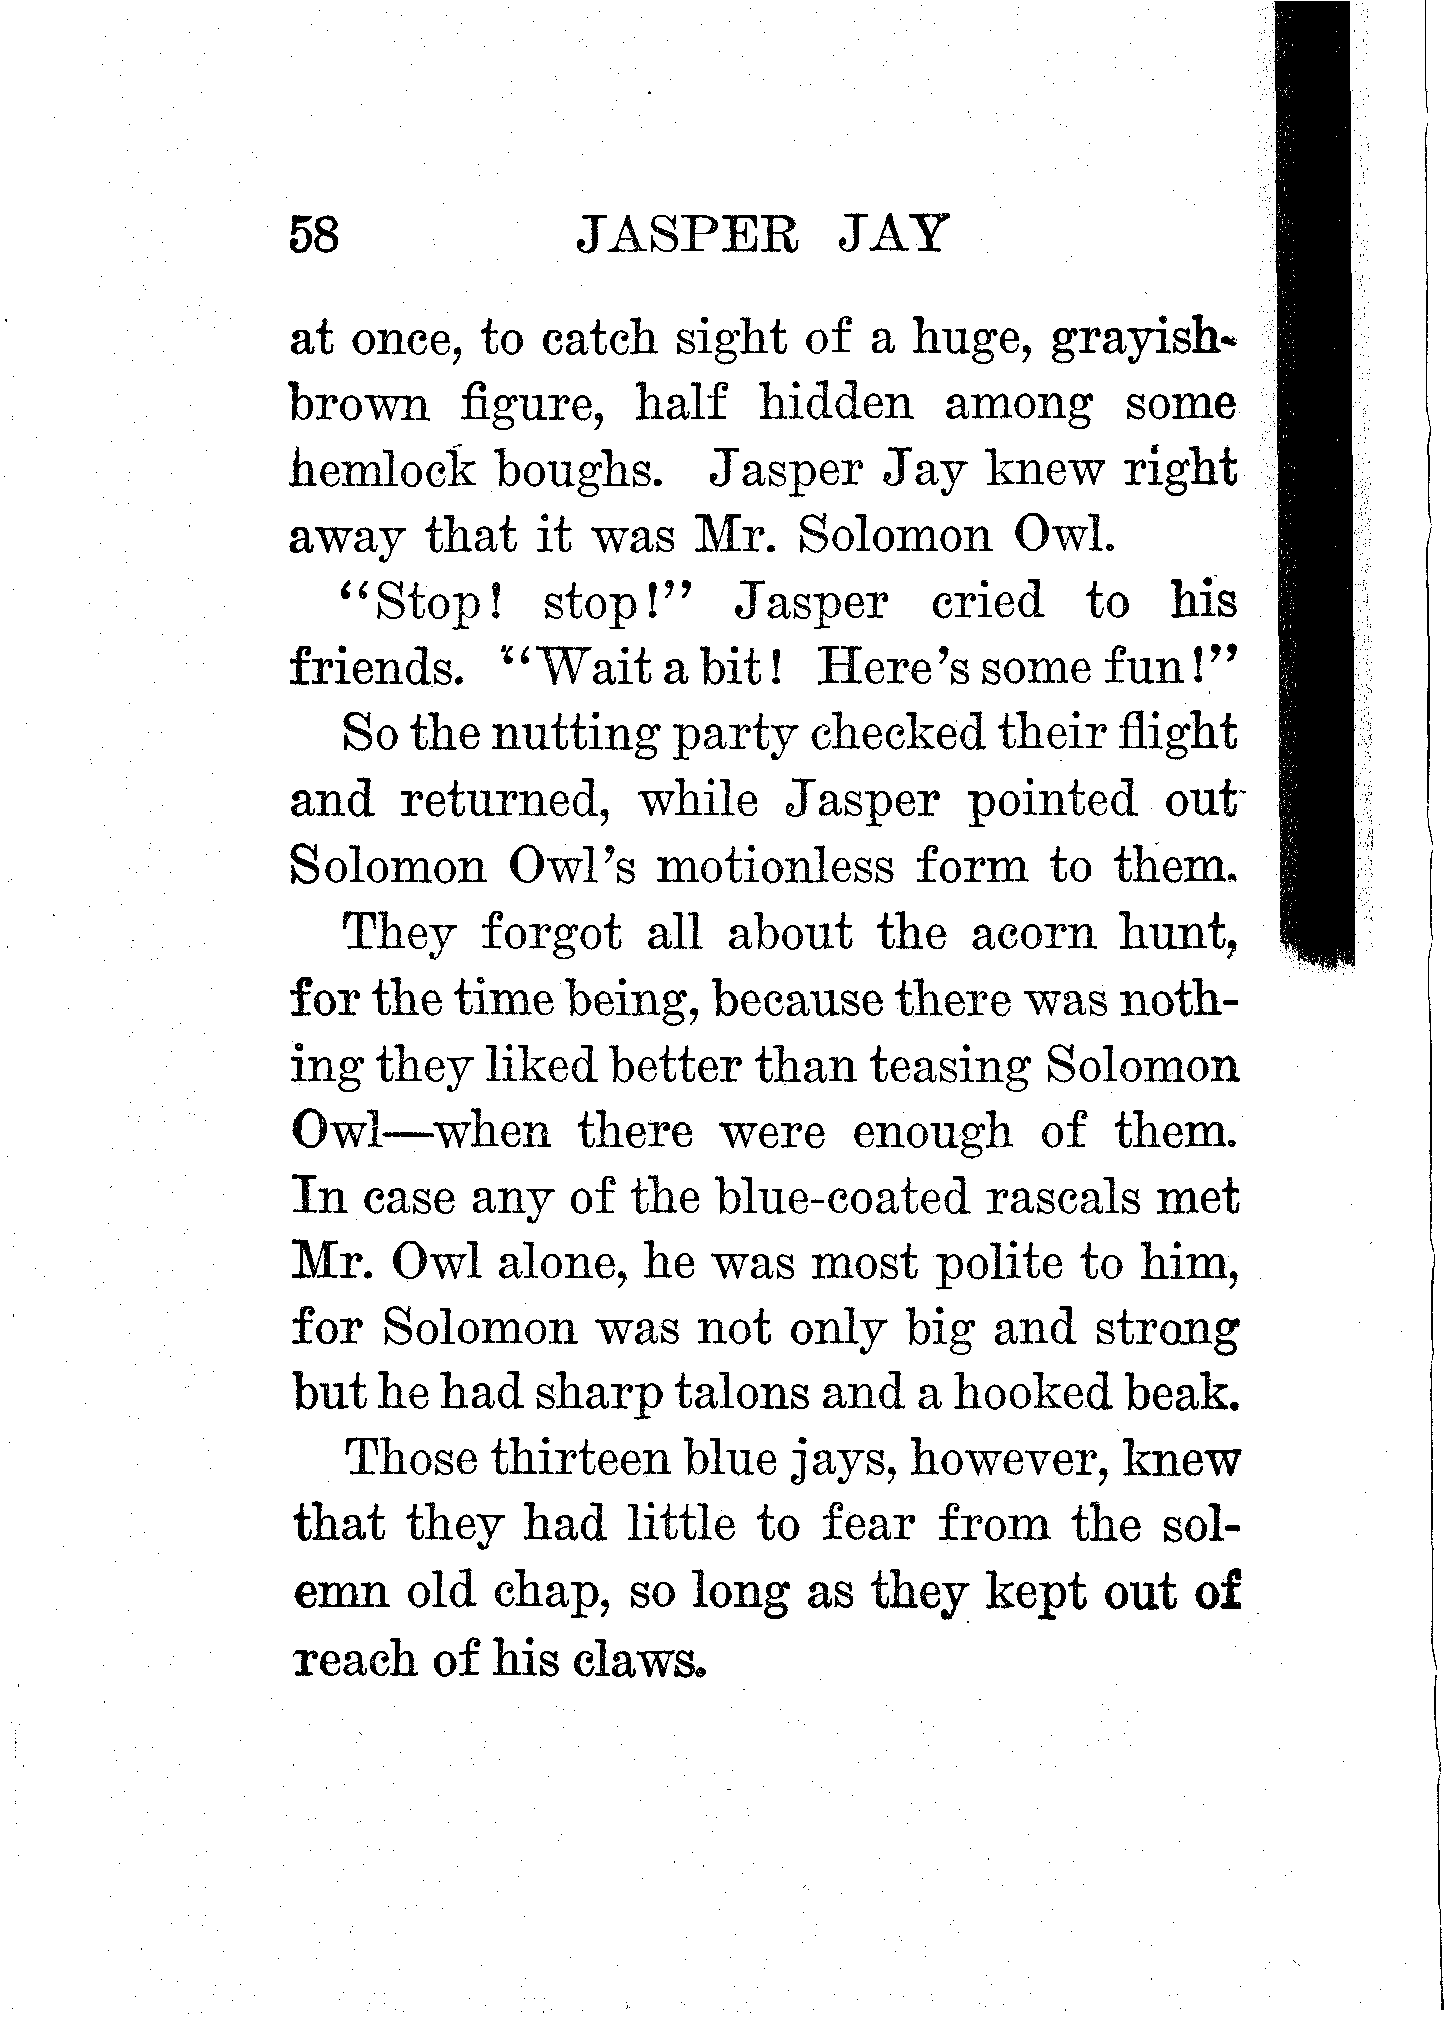 58 JASPER JAY
at once, to catch sight of a huge, grayish-
brown figure, half hidden among some
hemlock boughs. Jasper Jay knew right
away that it was Mr. Solomon Owl.
“Stop! stop!” Jasper cried to his
friends. “Wait a bit! Here’s some fun!”
So the nutting party checked their flight
and returned, while Jasper pointed out
Solomon Owl’s motionless form to them.
They forgot all about the acorn hunt,
for the time being, because there was noth-
ing they liked better than teasing Solomon
Owl—when there were enough of them.
In case any of the blue-coated rascals met
Mr. Owl alone, he was most polite to him,
for Solomon was not only big and strong
but he had sharp talons and a hooked beak.
Those thirteen blue jays, however, knew
that they had little to fear from the sol-
emn old chap, so long as they kept out of
reach of his claws.